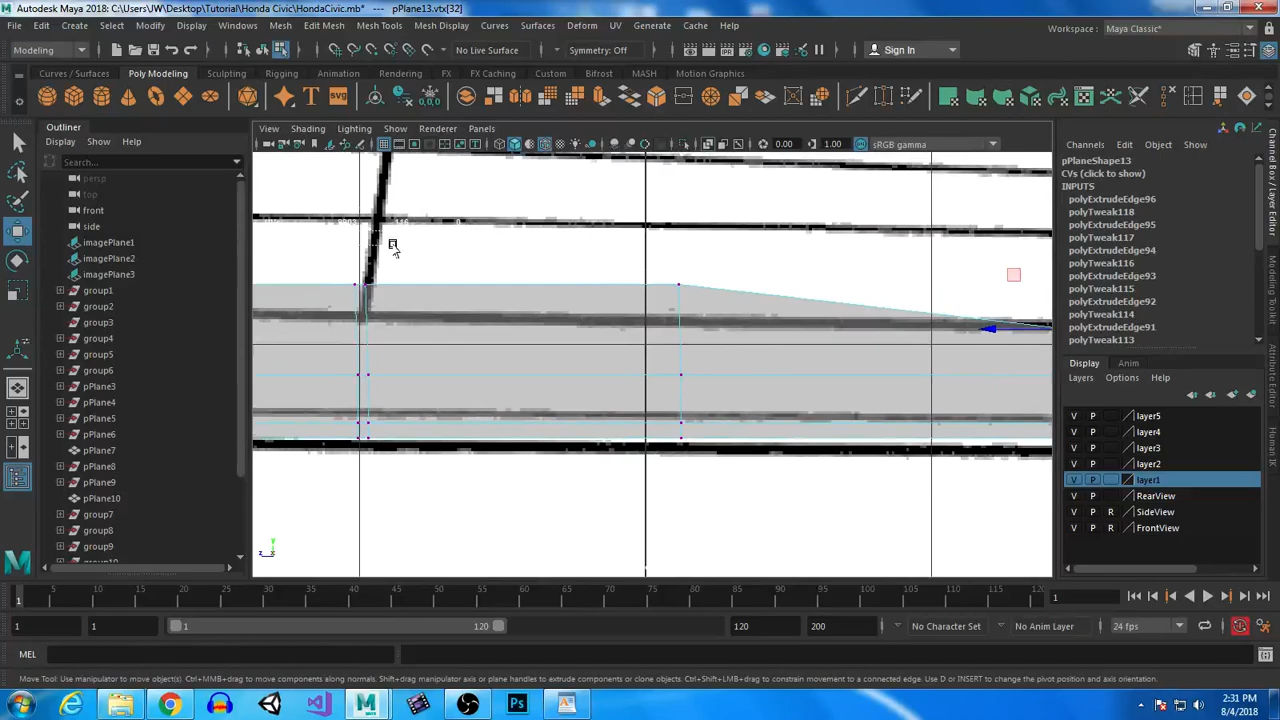 Autodesk Maya 2018: C:\Users\JW\Desktop\Tutorial\Honda Civic\HondaCivic.mb* --- pPlane13.vtx[32]
File Edit Create Select Modify Display Windows Mesh Edit Mesh Mesh Tools Mesh Display Curves Surfaces Deform UV Generate Cache Help Workspace: Maya Classic*
Modeling No Live Surface Symmetry: Off Sign In
Curves / Surfaces Poly Modeling Sculpting Rigging Animation Rendering FX FX Caching Custom Bifrost MASH Motion Graphics
Outliner
Display Show Help
Search...
persp
top
front
side
imagePlane1
imagePlane2
imagePlane3
group1
group2
group3
group4
group5
group6
pPlane3
pPlane4
pPlane5
pPlane6
pPlane7
pPlane8
pPlane9
pPlane10
group7
group8
group9
View Shading Lighting Show Renderer Panels
0.00 1.00 sRGB gamma
y
z x
Channels Edit Object Show
pPlaneShape13
CVs (click to show)
INPUTS
polyExtrudeEdge96
polyTweak118
polyExtrudeEdge95
polyTweak117
polyExtrudeEdge94
polyTweak116
polyExtrudeEdge93
polyTweak115
polyExtrudeEdge92
polyTweak114
polyExtrudeEdge91
polyTweak113
Display Anim
Layers Options Help
V P layer5
V P layer4
V P layer3
V P layer2
V P layer1
V P RearView
V P R SideView
V P R FrontView
Channel Box / Layer Editor
Modeling Toolkit
Attribute Editor
Human IK
5 10 15 20 25 30 35 40 45 50 55 60 65 70 75 80 85 90 95 100 105 110 115 120
1 1
1 1 1 120 120 200 No Character Set No Anim Layer 24 fps
MEL
Move Tool: Use manipulator to move object(s). Ctrl+MMB+drag to move components along normals. Shift+drag manipulator axis or plane handles to extrude components or clone objects. Ctrl+Shift+LMB+drag to constrain movement to a connected edge. Use D or INSERT to change the pivot position and axis orientation.
Ps
2:31 PM
8/4/2018